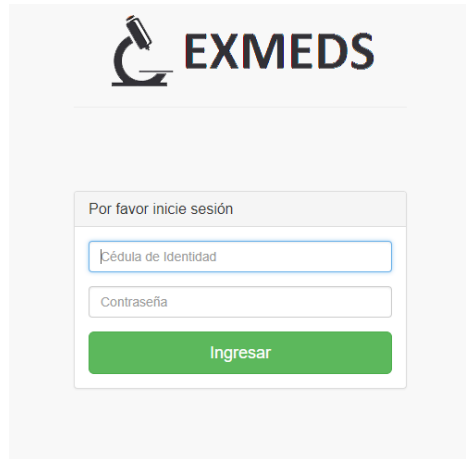 EXMEDS
Por favor inicie sesión
Cédula de Identidad
Contraseña
Ingresar